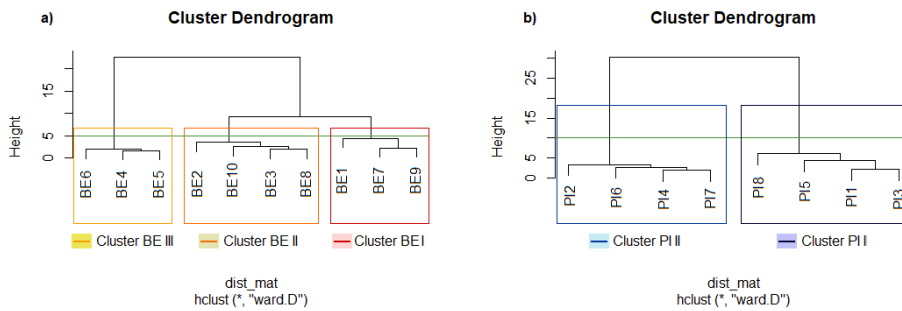 a) Cluster Dendrogram
Height
0 5 15
BE6 BE4 BE5 BE2 BE10 BE3 BE8 BE1 BE7 BE9
Cluster BE III Cluster BE II Cluster BE I
dist_mat
hclust (*, "ward.D")
b) Cluster Dendrogram
Height
0 5 15 25
PI2 PI6 PI4 PI7 PI8 PI5 PI1 PI3
Cluster PI II Cluster PI I
dist_mat
hclust (*, "ward.D")